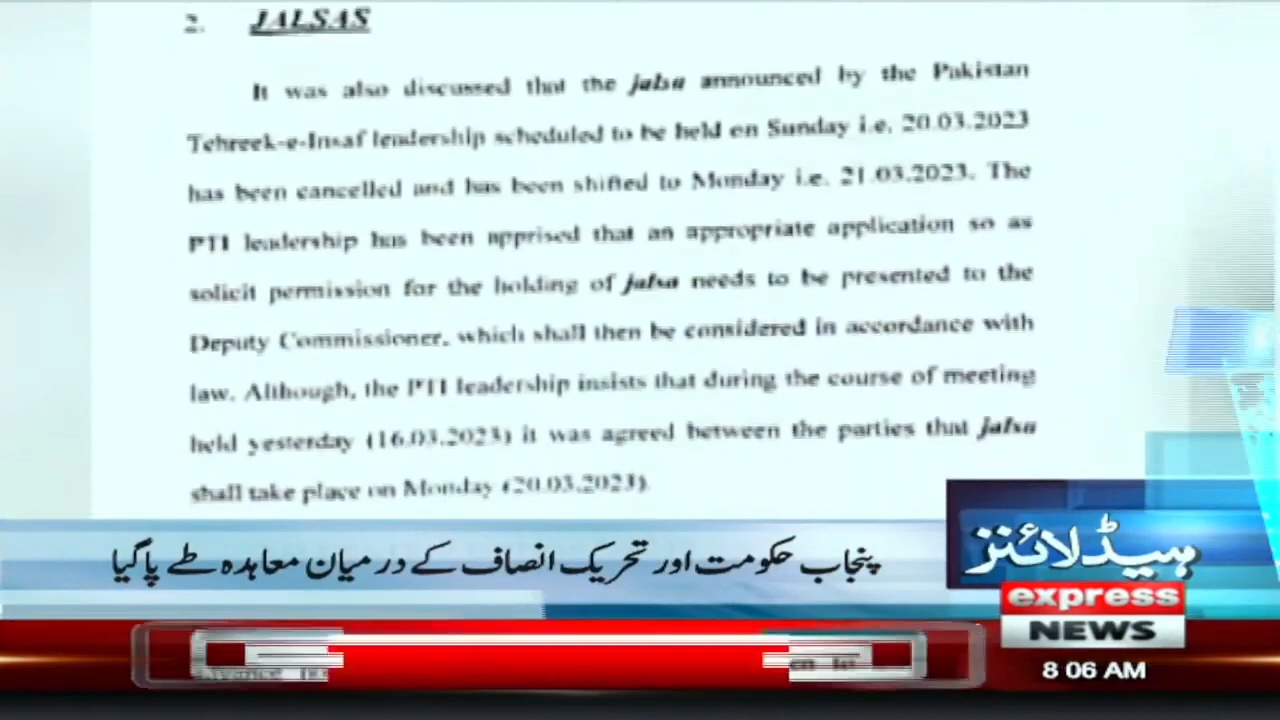 2. JALSAS
It was also discussed that the jalsa announced by the Pakistan
Tehreek-e-Insaf leadership scheduled to be held on Sunday i.e. 20.03.2023
has been cancelled and has been shifted to Monday i.e. 21.03.2023. The
PTI leadership has been apprised that an appropriate application so as
solicit permission for the holding of jalsa needs to be presented to the
Deputy Commissioner, which shall then be considered in accordance with
law. Although, the PTI leadership insists that during the course of meeting
held yesterday (16.03.2023) it was agreed between the parties that jalsa
shall take place on Monday (20.03.2023).
پنجاب حکومت اور تحریک انصاف کے درمیان معاہدہ طے پا گیا
ہیڈلائنز
express
NEWS
8:06 AM